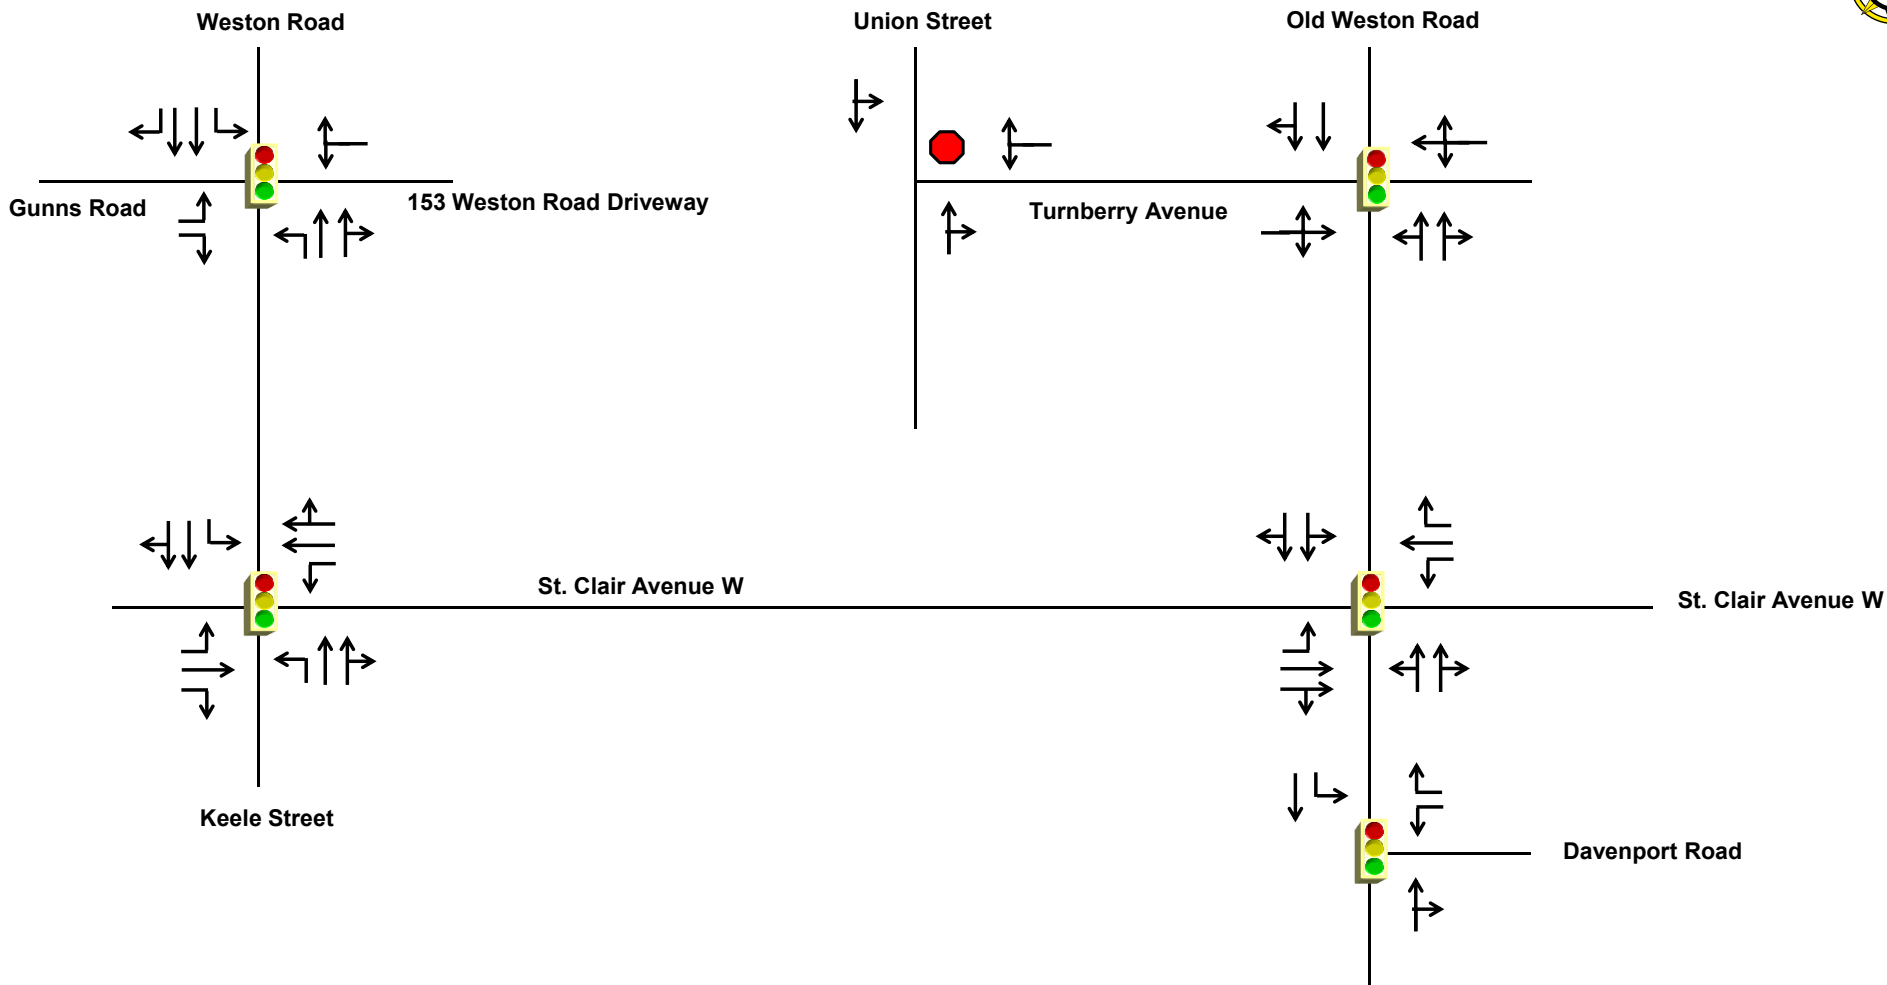 Weston Road
Union Street
Old Weston Road
Gunns Road
153 Weston Road Driveway
Turnberry Avenue
St. Clair Avenue W
St. Clair Avenue W
Keele Street
Davenport Road